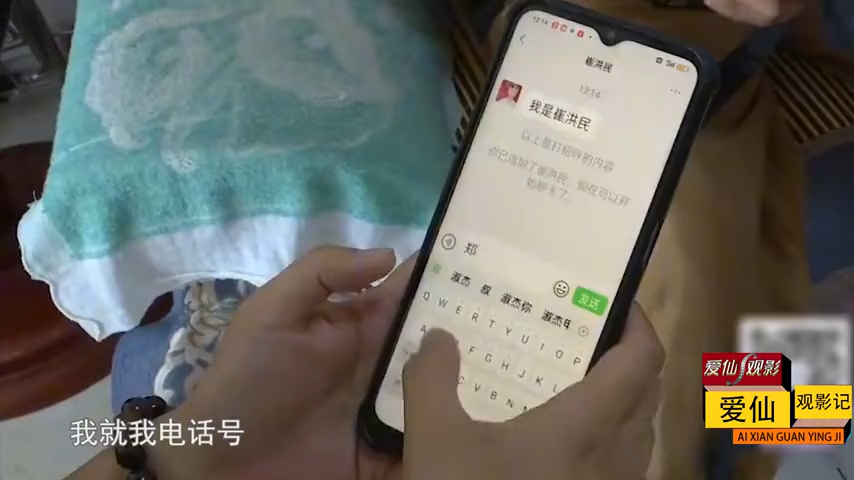 12:14
崔洪民
12:14
我是崔洪民
以上是打招呼的内容
你已添加了崔洪民，现在可以开
始聊天了。
郑
发送
淑杰 叔 淑杰你
Q W E R T Y U I O P
A F G H J K L
C V B N
我就我电话号
爱仙观影
爱仙
观影记
AI XIAN GUAN YING JI